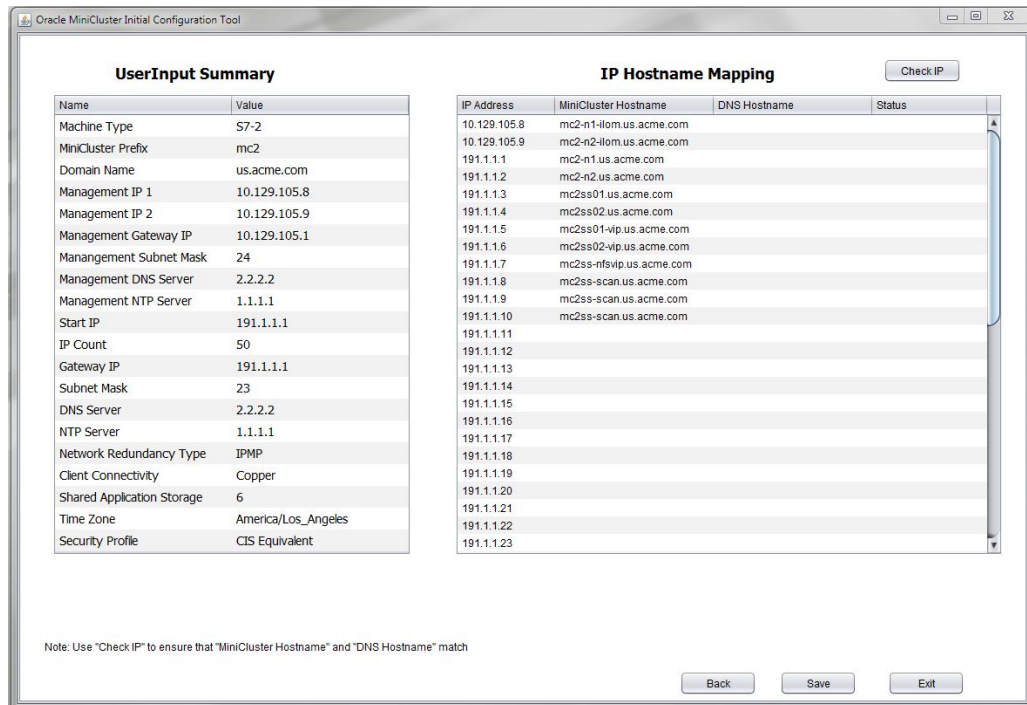 Oracle MiniCluster Initial Configuration Tool
UserInput Summary
Name Value
Machine Type S7-2
MiniCluster Prefix mc2
Domain Name us.acme.com
Management IP 1 10.129.105.8
Management IP 2 10.129.105.9
Management Gateway IP 10.129.105.1
Manangement Subnet Mask 24
Management DNS Server 2.2.2.2
Management NTP Server 1.1.1.1
Start IP 191.1.1.1
IP Count 50
Gateway IP 191.1.1.1
Subnet Mask 23
DNS Server 2.2.2.2
NTP Server 1.1.1.1
Network Redundancy Type IPMP
Client Connectivity Copper
Shared Application Storage 6
Time Zone America/Los_Angeles
Security Profile CIS Equivalent
IP Hostname Mapping
Check IP
IP Address MiniCluster Hostname DNS Hostname Status
10.129.105.8 mc2-n1-ilom.us.acme.com
10.129.105.9 mc2-n2-ilom.us.acme.com
191.1.1.1 mc2-n1.us.acme.com
191.1.1.2 mc2-n2.us.acme.com
191.1.1.3 mc2ss01.us.acme.com
191.1.1.4 mc2ss02.us.acme.com
191.1.1.5 mc2ss01-vip.us.acme.com
191.1.1.6 mc2ss02-vip.us.acme.com
191.1.1.7 mc2ss-nfsvip.us.acme.com
191.1.1.8 mc2ss-scan.us.acme.com
191.1.1.9 mc2ss-scan.us.acme.com
191.1.1.10 mc2ss-scan.us.acme.com
191.1.1.11
191.1.1.12
191.1.1.13
191.1.1.14
191.1.1.15
191.1.1.16
191.1.1.17
191.1.1.18
191.1.1.19
191.1.1.20
191.1.1.21
191.1.1.22
191.1.1.23
Note: Use "Check IP" to ensure that "MiniCluster Hostname" and "DNS Hostname" match
Back Save Exit